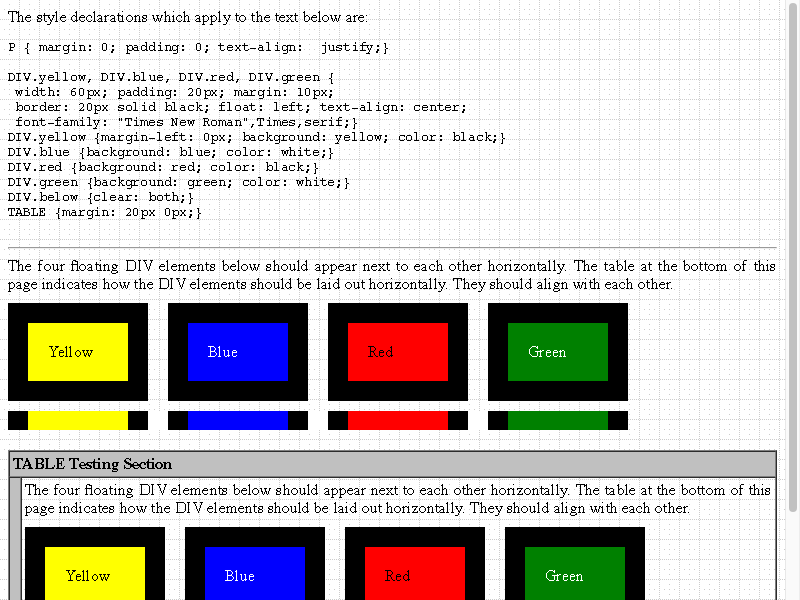 The style declarations which apply to the text below are:
P { margin: 0; padding: 0; text-align:  justify;}
DIV.yellow, DIV.blue, DIV.red, DIV.green {
 width: 60px; padding: 20px; margin: 10px;
 border: 20px solid black; float: left; text-align: center;
 font-family: "Times New Roman",Times,serif;}
DIV.yellow {margin-left: 0px; background: yellow; color: black;}
DIV.blue {background: blue; color: white;}
DIV.red {background: red; color: black;}
DIV.green {background: green; color: white;}
DIV.below {clear: both;}
TABLE {margin: 20px 0px;}
The four floating DIV elements below should appear next to each other horizontally. The table at the bottom of this
page indicates how the DIV elements should be laid out horizontally. They should align with each other.
Yellow Blue Red Green
TABLE Testing Section
The four floating DIV elements below should appear next to each other horizontally. The table at the bottom of this
page indicates how the DIV elements should be laid out horizontally. They should align with each other.
Yellow Blue Red Green